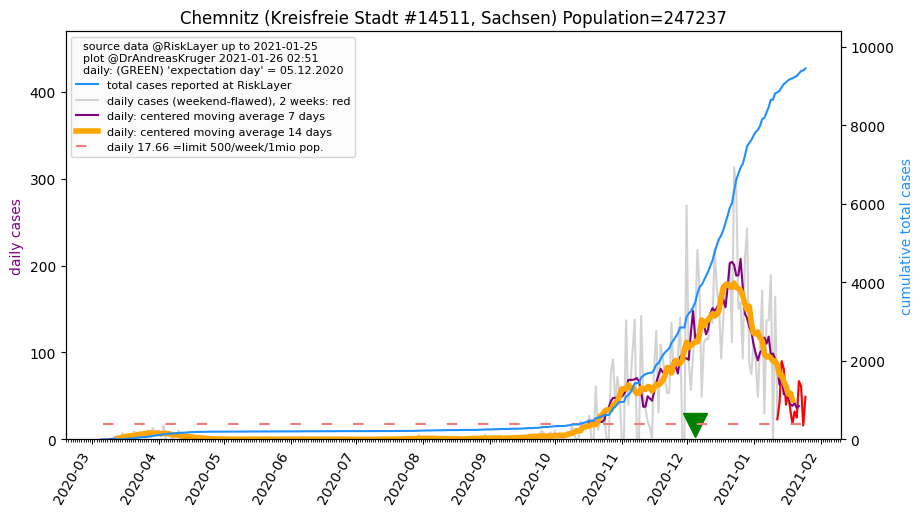 Chemnitz (Kreisfreie Stadt #14511, Sachsen) Population=247237
source data @RiskLayer up to 2021-01-25
plot @DrAndreasKruger 2021-01-26 02:51
daily: (GREEN) 'expectation day' = 05.12.2020
total cases reported at RiskLayer
daily cases (weekend-flawed), 2 weeks: red
daily: centered moving average 7 days
daily: centered moving average 14 days
daily 17.66 =limit 500/week/1mio pop.
daily cases
400
300
200
100
0
10000
8000
6000
4000
2000
0
cumulative total cases
2020-03
2020-04
2020-05
2020-06
2020-07
2020-08
2020-09
2020-10
2020-11
2020-12
2021-01
2021-02